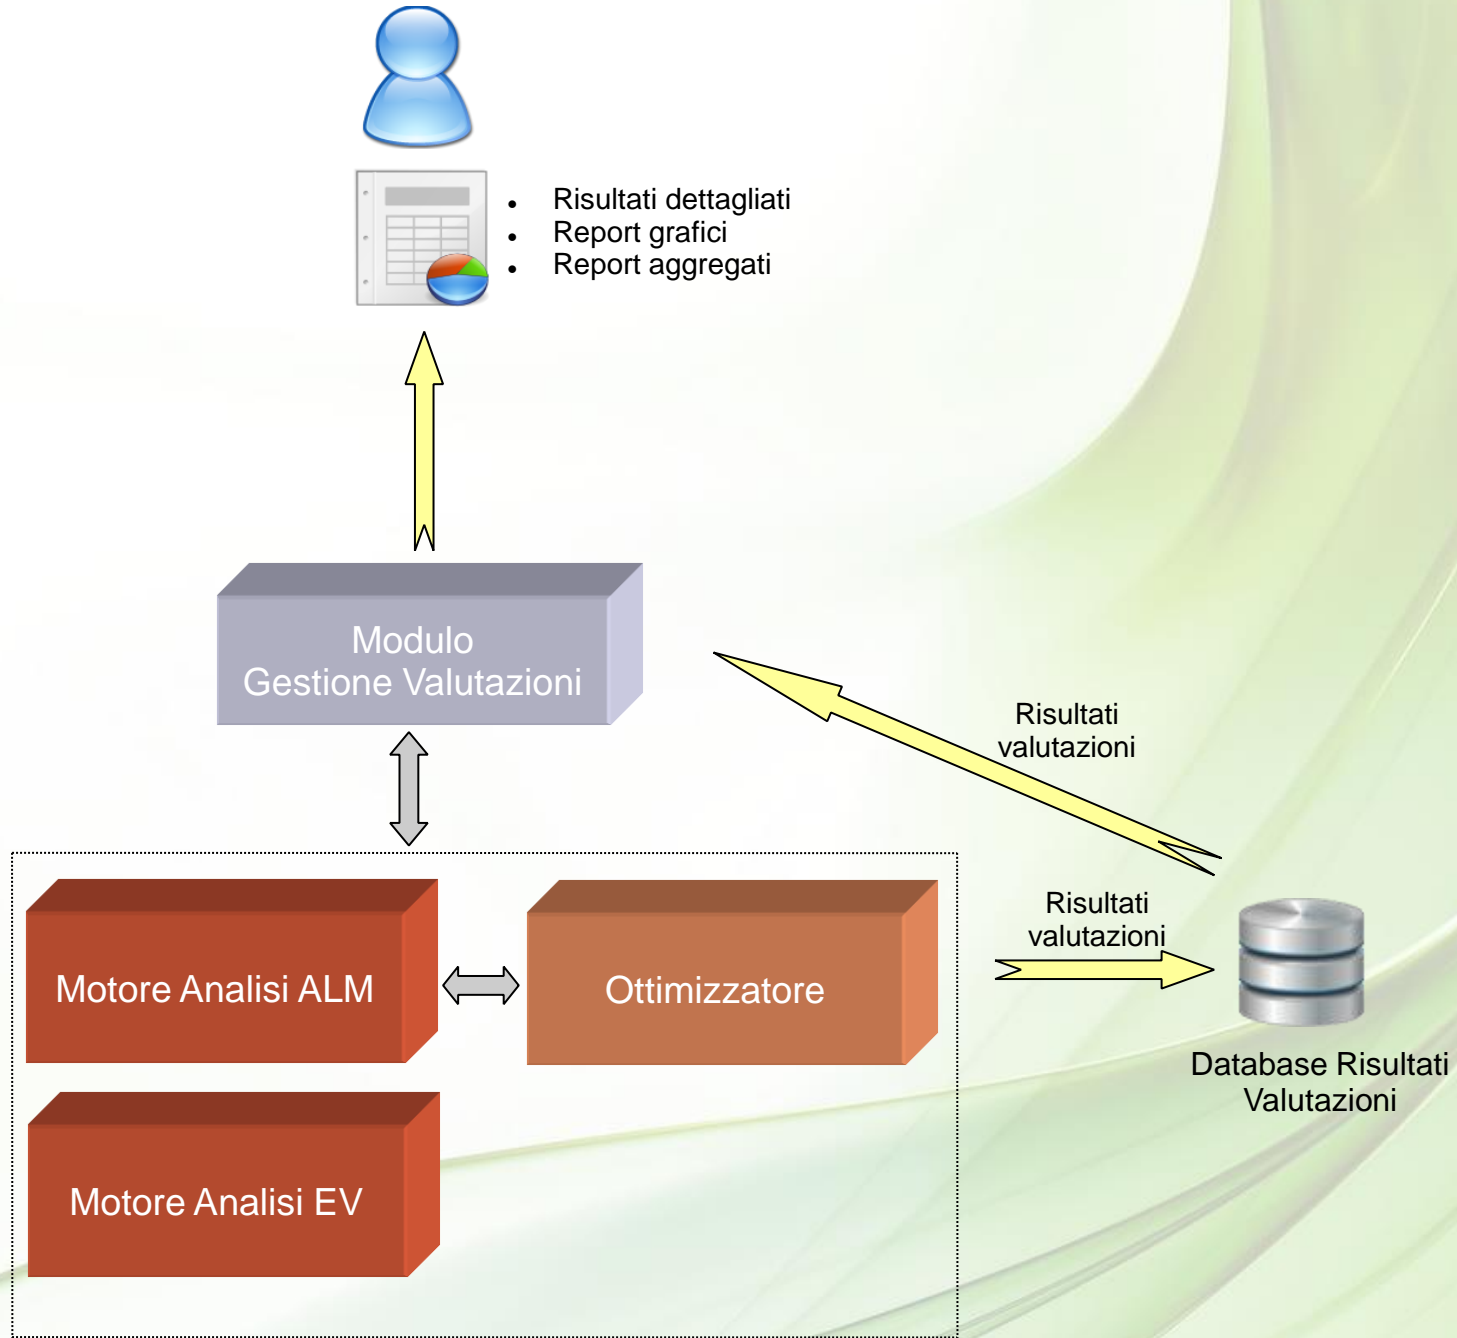 Risultati dettagliati
Report grafici
Report aggregati
Modulo
Gestione Valutazioni
Risultati
valutazioni
Risultati
valutazioni
Motore Analisi ALM
Ottimizzatore
Database Risultati
Valutazioni
Motore Analisi EV